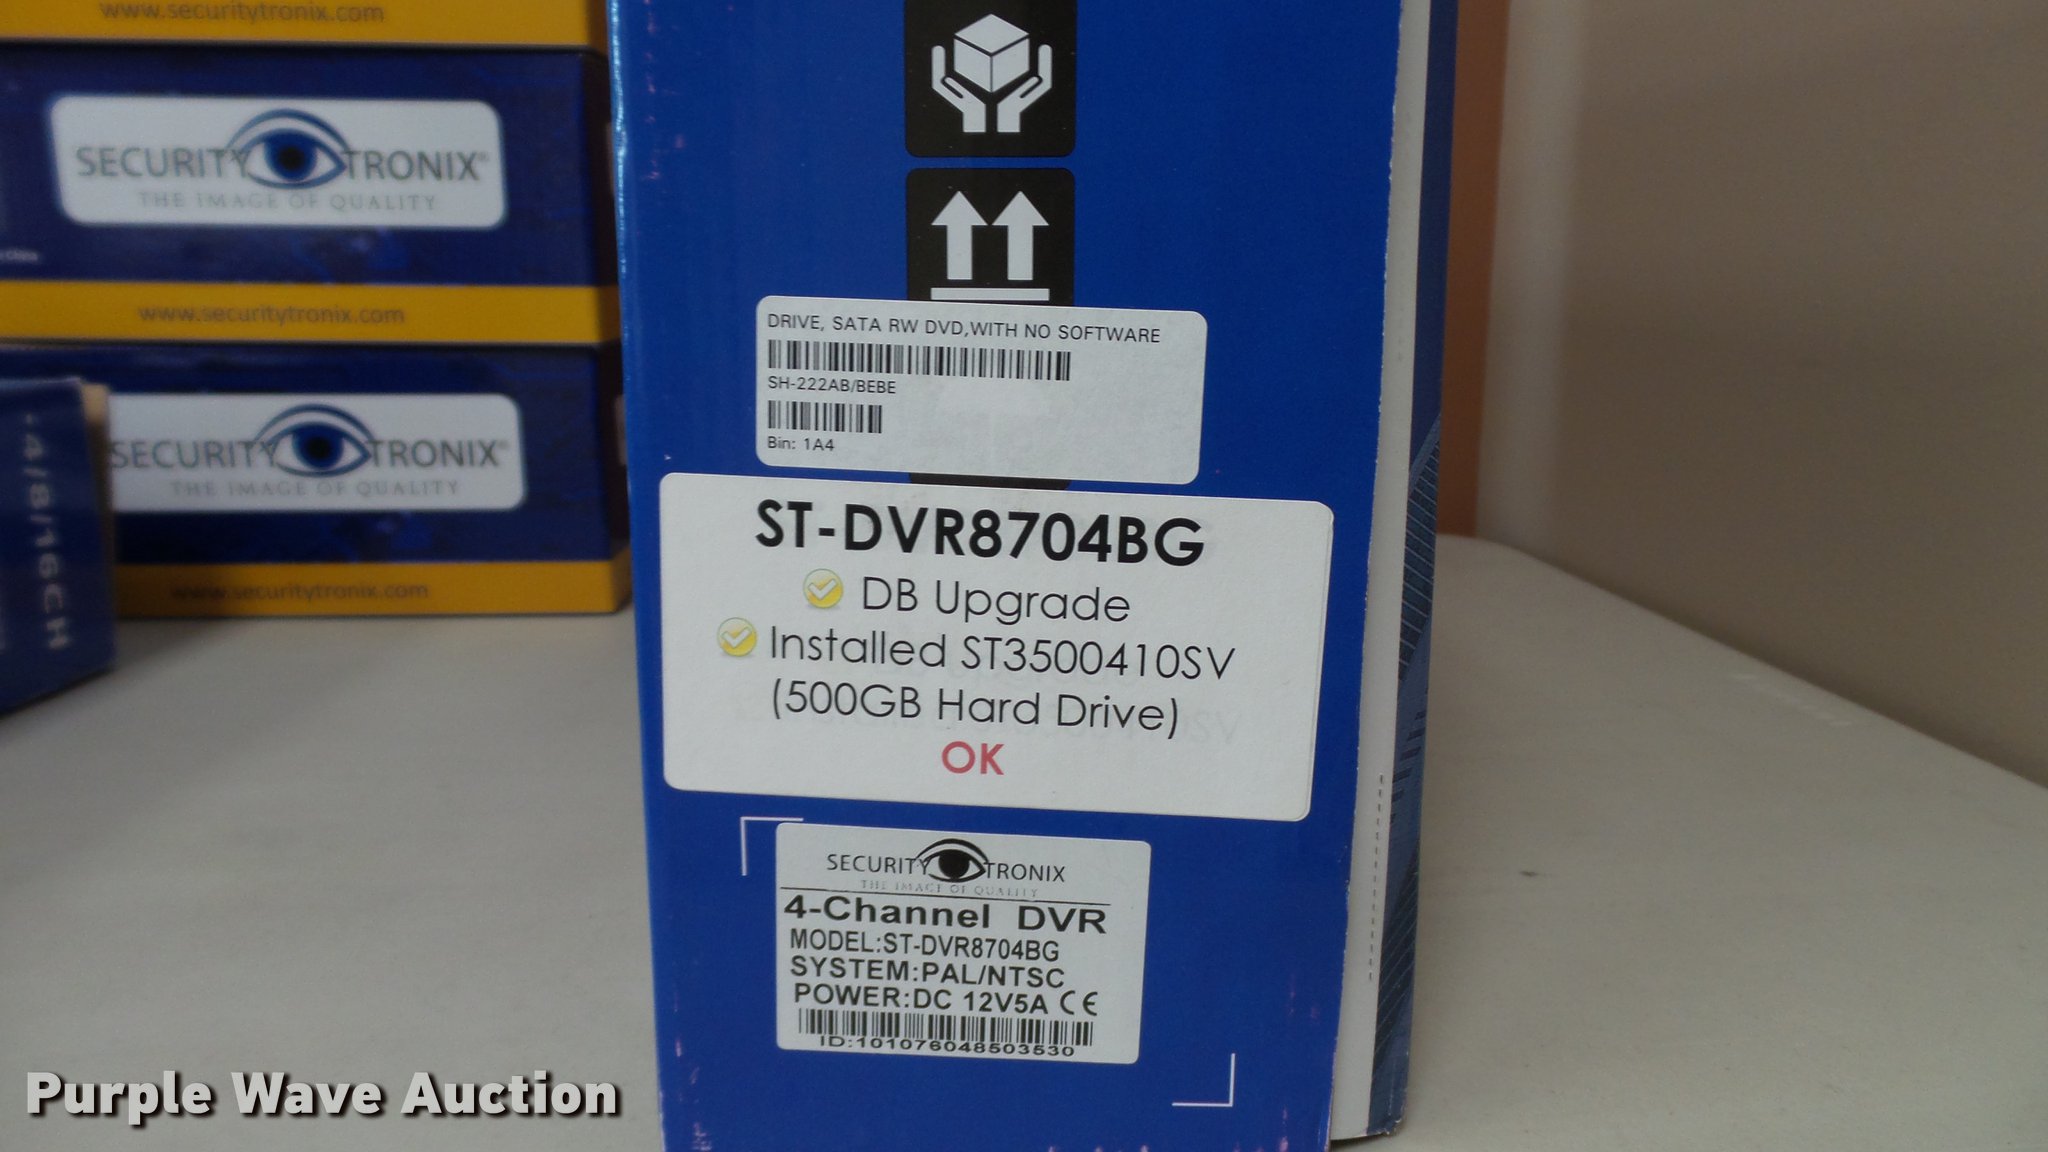 www.securitytronix.com
SECURITY TRONIX®
THE IMAGE OF QUALITY
www.securitytronix.com
SECURITY TRONIX®
THE IMAGE OF QUALITY
www.securitytronix.com
4/8/16CH
DRIVE, SATA RW DVD,WITH NO SOFTWARE
SH-222AB/BEBE
Bin: 1A4
ST-DVR8704BG
DB Upgrade
Installed ST3500410SV
(500GB Hard Drive)
OK
SECURITY TRONIX
THE IMAGE OF QUALITY
4-Channel DVR
MODEL:ST-DVR8704BG
SYSTEM:PAL/NTSC
POWER:DC 12V5A CE
ID:101076048503530
Purple Wave Auction